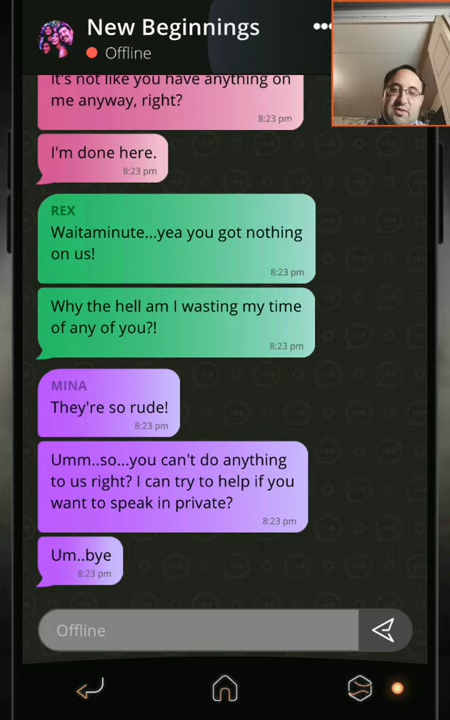 New Beginnings
Offline
It's not like you have anything on
me anyway, right?
8:23 pm
I'm done here.
8:23 pm
REX
Waitaminute...yea you got nothing
on us!
8:23 pm
Why the hell am I wasting my time
of any of you?!
8:23 pm
MINA
They're so rude!
8:23 pm
Umm..so...you can't do anything
to us right? I can try to help if you
want to speak in private?
8:23 pm
Um..bye
8:23 pm
Offline